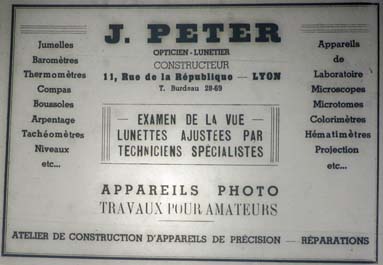 J. PETER
OPTICIEN - LUNETIER
CONSTRUCTEUR
11, Rue de la République — LYON
T. Burdeau 28-69
Jumelles
Baromètres
Thermomètres
Compas
Boussoles
Arpentage
Tachéomètres
Niveaux
etc...
EXAMEN DE LA VUE —
LUNETTES AJUSTÉES PAR
TECHNICIENS SPÉCIALISTES
Appareils
de
Laboratoire
Microscopes
Microtomes
Colorimètres
Hématimètres
Projection
etc...
APPAREILS PHOTO
TRAVAUX POUR AMATEURS
ATELIER DE CONSTRUCTION D'APPAREILS DE PRÉCISION — RÉPARATIONS